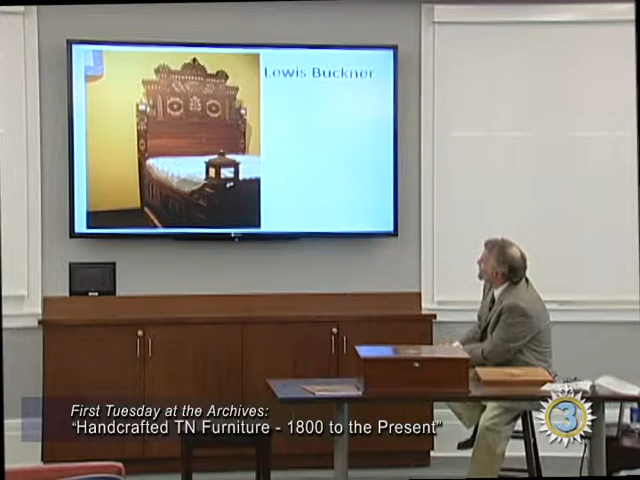 Lewis Buckner
First Tuesday at the Archives:
"Handcrafted TN Furniture - 1800 to the Present"
3